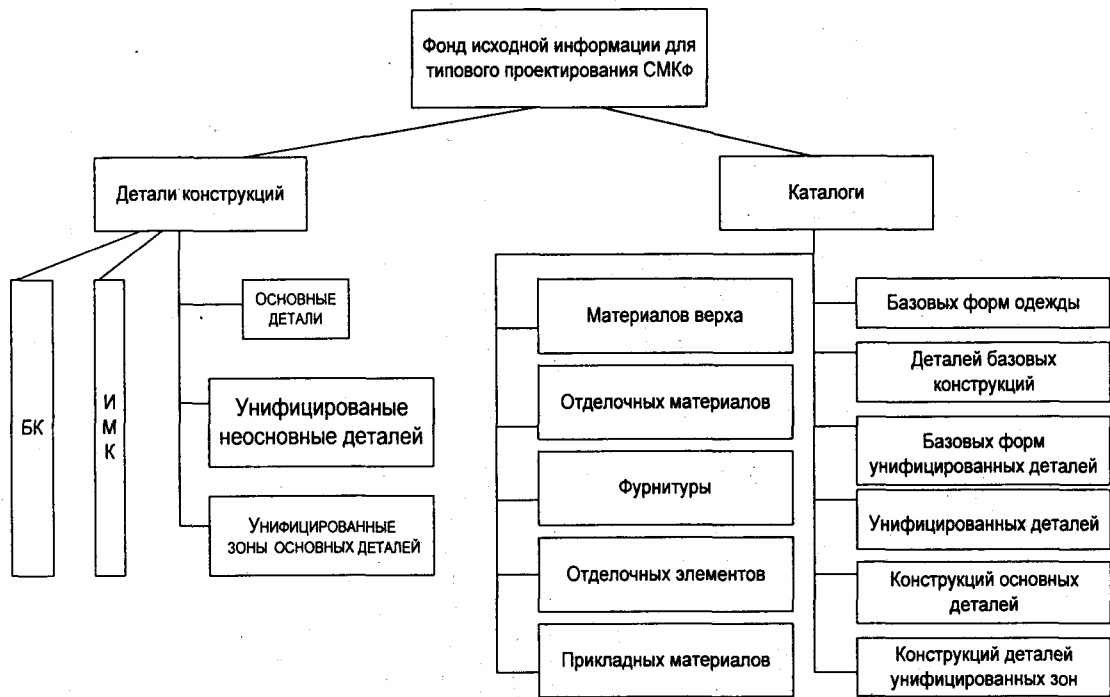 Фонд исходной информации для
типового проектирования СМКФ
Детали конструкций
Каталоги
БК
И
М
К
ОСНОВНЫЕ
ДЕТАЛИ
Унифицированые
неосновные деталей
УНИФИЦИРОВАННЫЕ
ЗОНЫ ОСНОВНЫХ ДЕТАЛЕЙ
Материалов верха
Отделочных материалов
Фурнитуры
Отделочных элементов
Прикладных материалов
Базовых форм одежды
Деталей базовых
конструкций
Базовых форм
унифицированных деталей
Унифицированных деталей
Конструкций основных
деталей
Конструкций деталей
унифицированных зон